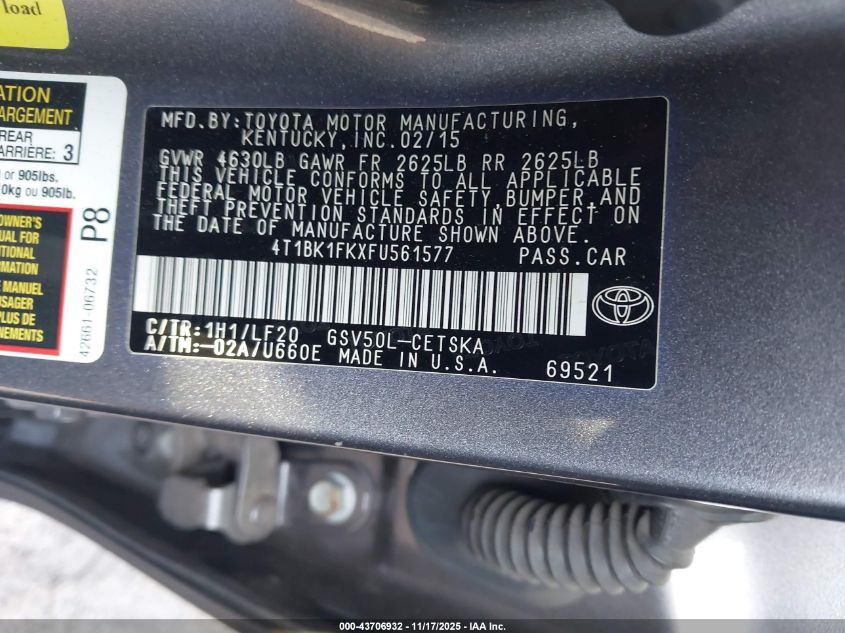 load
ATION
ARGEMENT
REAR
ARRIÈRE: 3
or 905lbs.
0kg ou 905lb.
OWNER'S
UAL FOR
ITIONAL
RMATION
E MANUEL
USAGER
PLUS DE
NEMENTS
P8
42661-06732
MFD.BY:TOYOTA MOTOR MANUFACTURING,
KENTUCKY,INC.02/15
GVWR 4630LB GAWR FR 2625LB RR 2625LB
THIS VEHICLE CONFORMS TO ALL APPLICABLE
FEDERAL MOTOR VEHICLE SAFETY,BUMPER,AND
THEFT PREVENTION STANDARDS IN EFFECT ON
THE DATE OF MANUFACTURE SHOWN ABOVE.
4T1BK1FKXFU561577 PASS.CAR
C/TR:1H1/LF20 GSV50L-CETSKA
A/TM:-02A/U660E MADE IN U.S.A.
69521
000-43706932 - 11/17/2025 - IAA Inc.